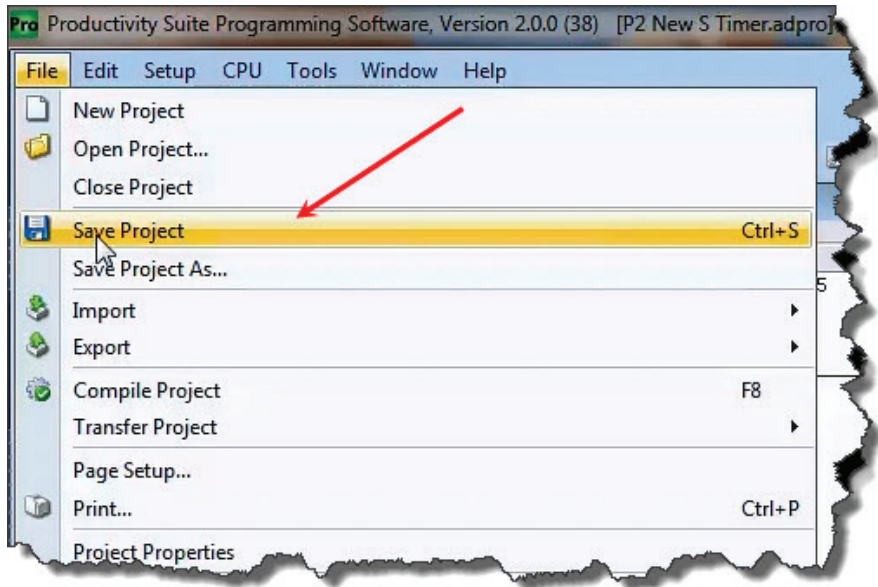 Pro Productivity Suite Programming Software, Version 2.0.0 (38) [P2 New S Timer.adpro]
File Edit Setup CPU Tools Window Help
New Project
Open Project...
Close Project
Save Project Ctrl+S
Save Project As...
5
Import
Export
Compile Project F8
Transfer Project
Page Setup...
Print... Ctrl+P
Project Properties